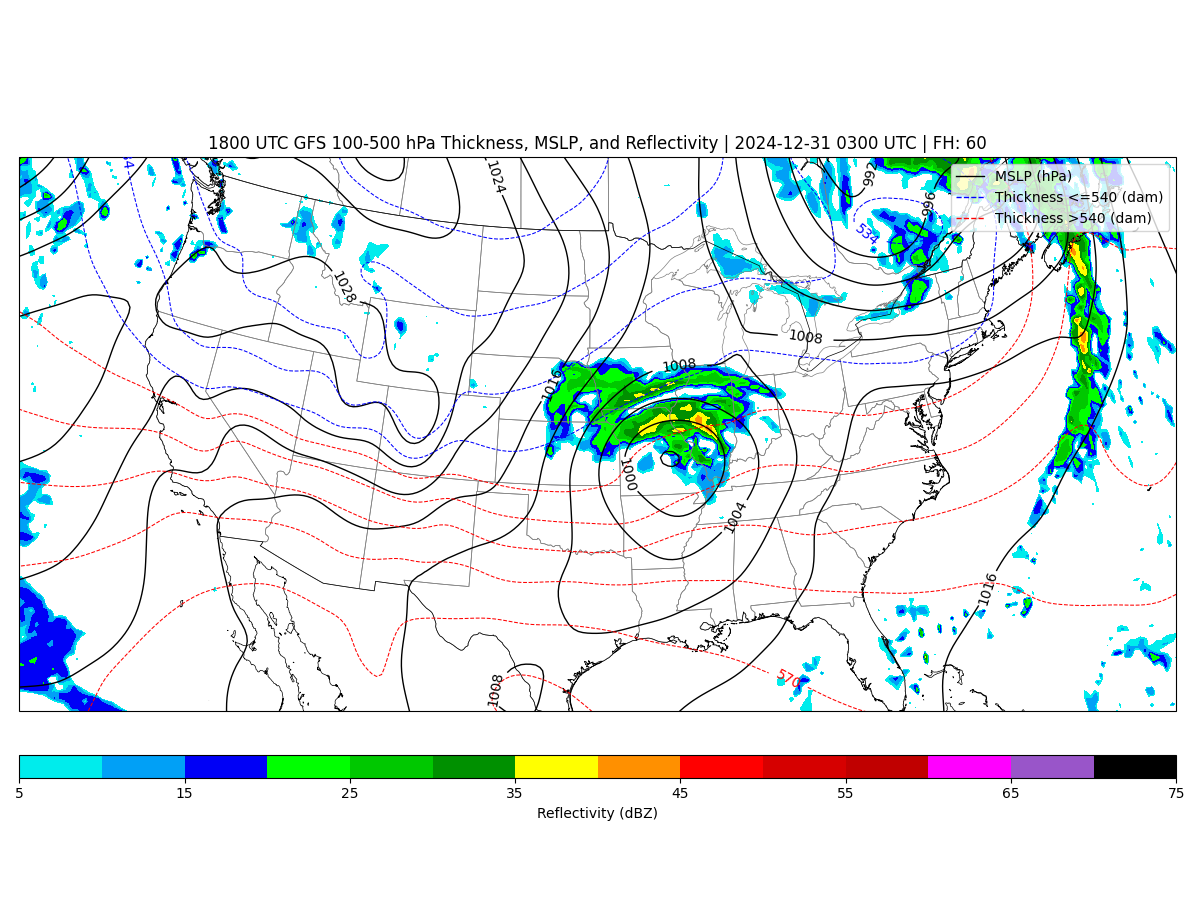 1800 UTC GFS 100-500 hPa Thickness, MSLP, and Reflectivity | 2024-12-31 0300 UTC | FH: 60
MSLP (hPa)
Thickness <=540 (dam)
Thickness >540 (dam)
1024
992
996
534
1028
1008
1008
1016
1000
1004
1016
1008
570
5 15 25 35 45 55 65 75
Reflectivity (dBZ)